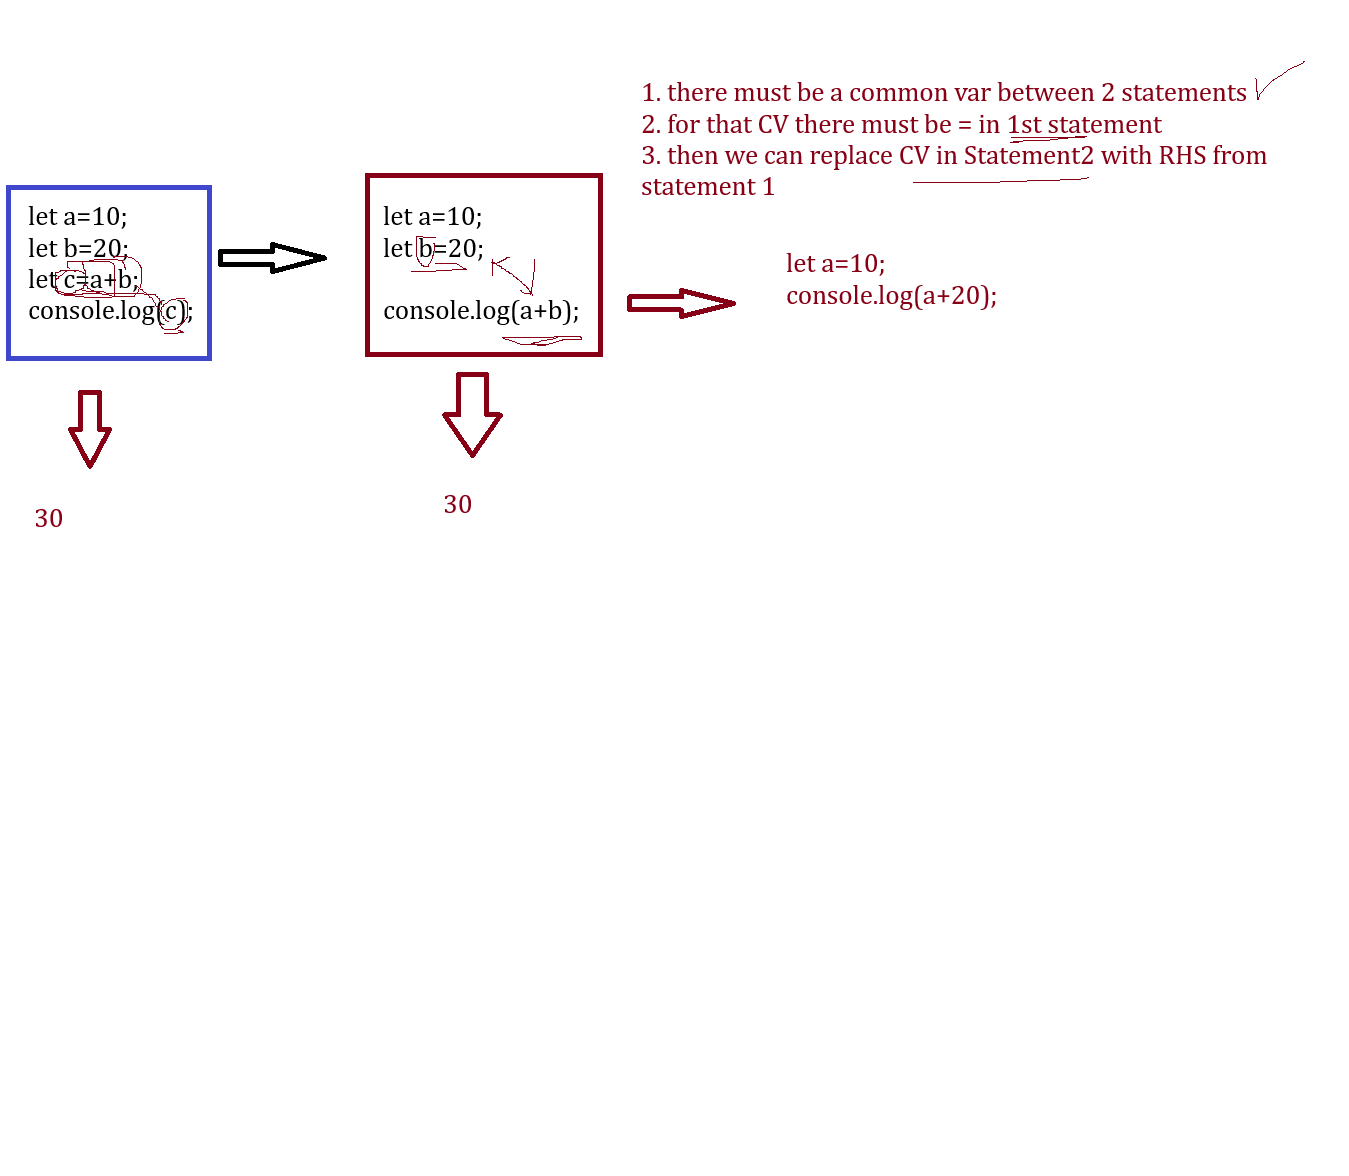 1. there must be a common var between 2 statements
2. for that CV there must be = in 1st statement
3. then we can replace CV in Statement2 with RHS from
statement 1
let a=10;
let b=20;
let c=a+b;
console.log(c);
let a=10;
let b=20;
console.log(a+b);
let a=10;
console.log(a+20);
30
30